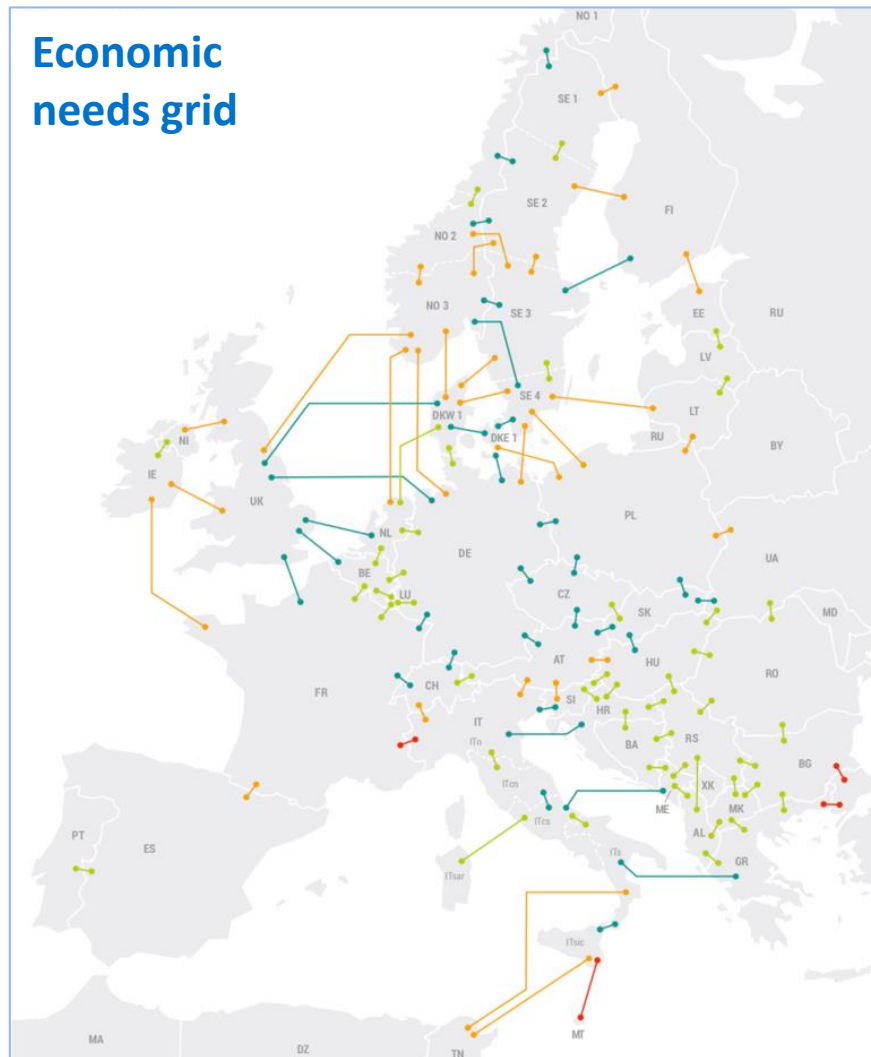 Economic
needs grid
NO 1
SE 1
SE 2
FI
NO 2
NO 3
SE 3
EE
RU
LV
SE 4
LT
DKW 1
DKE 1
RU
BY
NI
IE
UK
PL
NL
DE
BE
UA
LU
CZ
SK
MD
AT
HU
CH
RO
FR
SI
HR
IT
ITn
BA
RS
BG
ITcn
XK
ME
MK
ITcs
PT
ES
AL
ITs
GR
ITsar
ITsic
MT
MA
DZ
TN